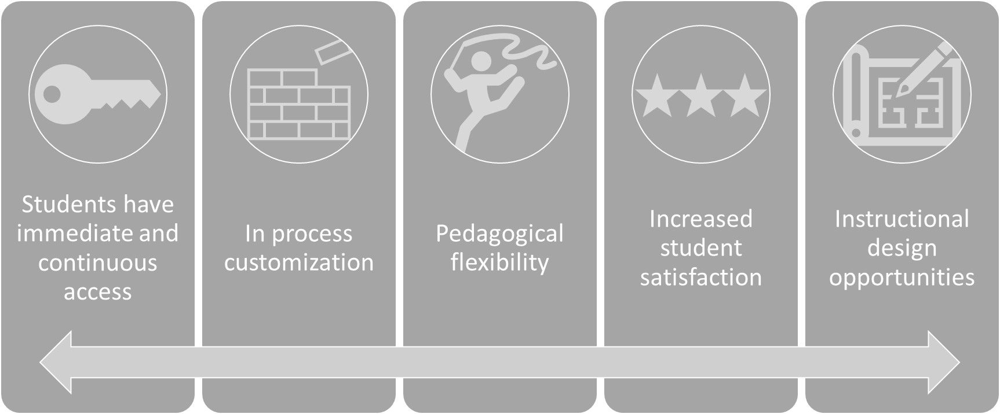 Students have
immediate and
continuous
access
In process
customization
Pedagogical
flexibility
Increased
student
satisfaction
Instructional
design
opportunities